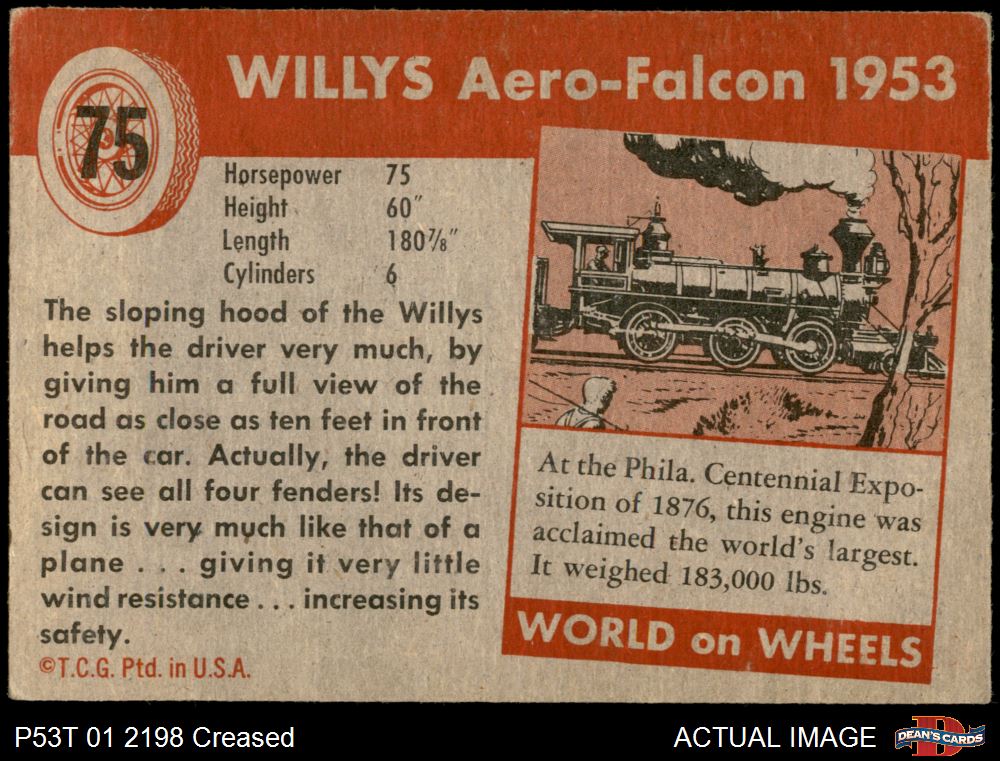 75
WILLYS Aero-Falcon 1953
Horsepower 75
Height 60"
Length 180⅞"
Cylinders 6
The sloping hood of the Willys
helps the driver very much, by
giving him a full view of the
road as close as ten feet in front
of the car. Actually, the driver
can see all four fenders! Its de-
sign is very much like that of a
plane . . . giving it very little
wind resistance . . . increasing its
safety.
©T.C.G. Ptd. in U.S.A.
At the Phila. Centennial Expo-
sition of 1876, this engine was
acclaimed the world's largest.
It weighed 183,000 lbs.
WORLD on WHEELS
P53T 01 2198 Creased
ACTUAL IMAGE
DEAN'S CARDS